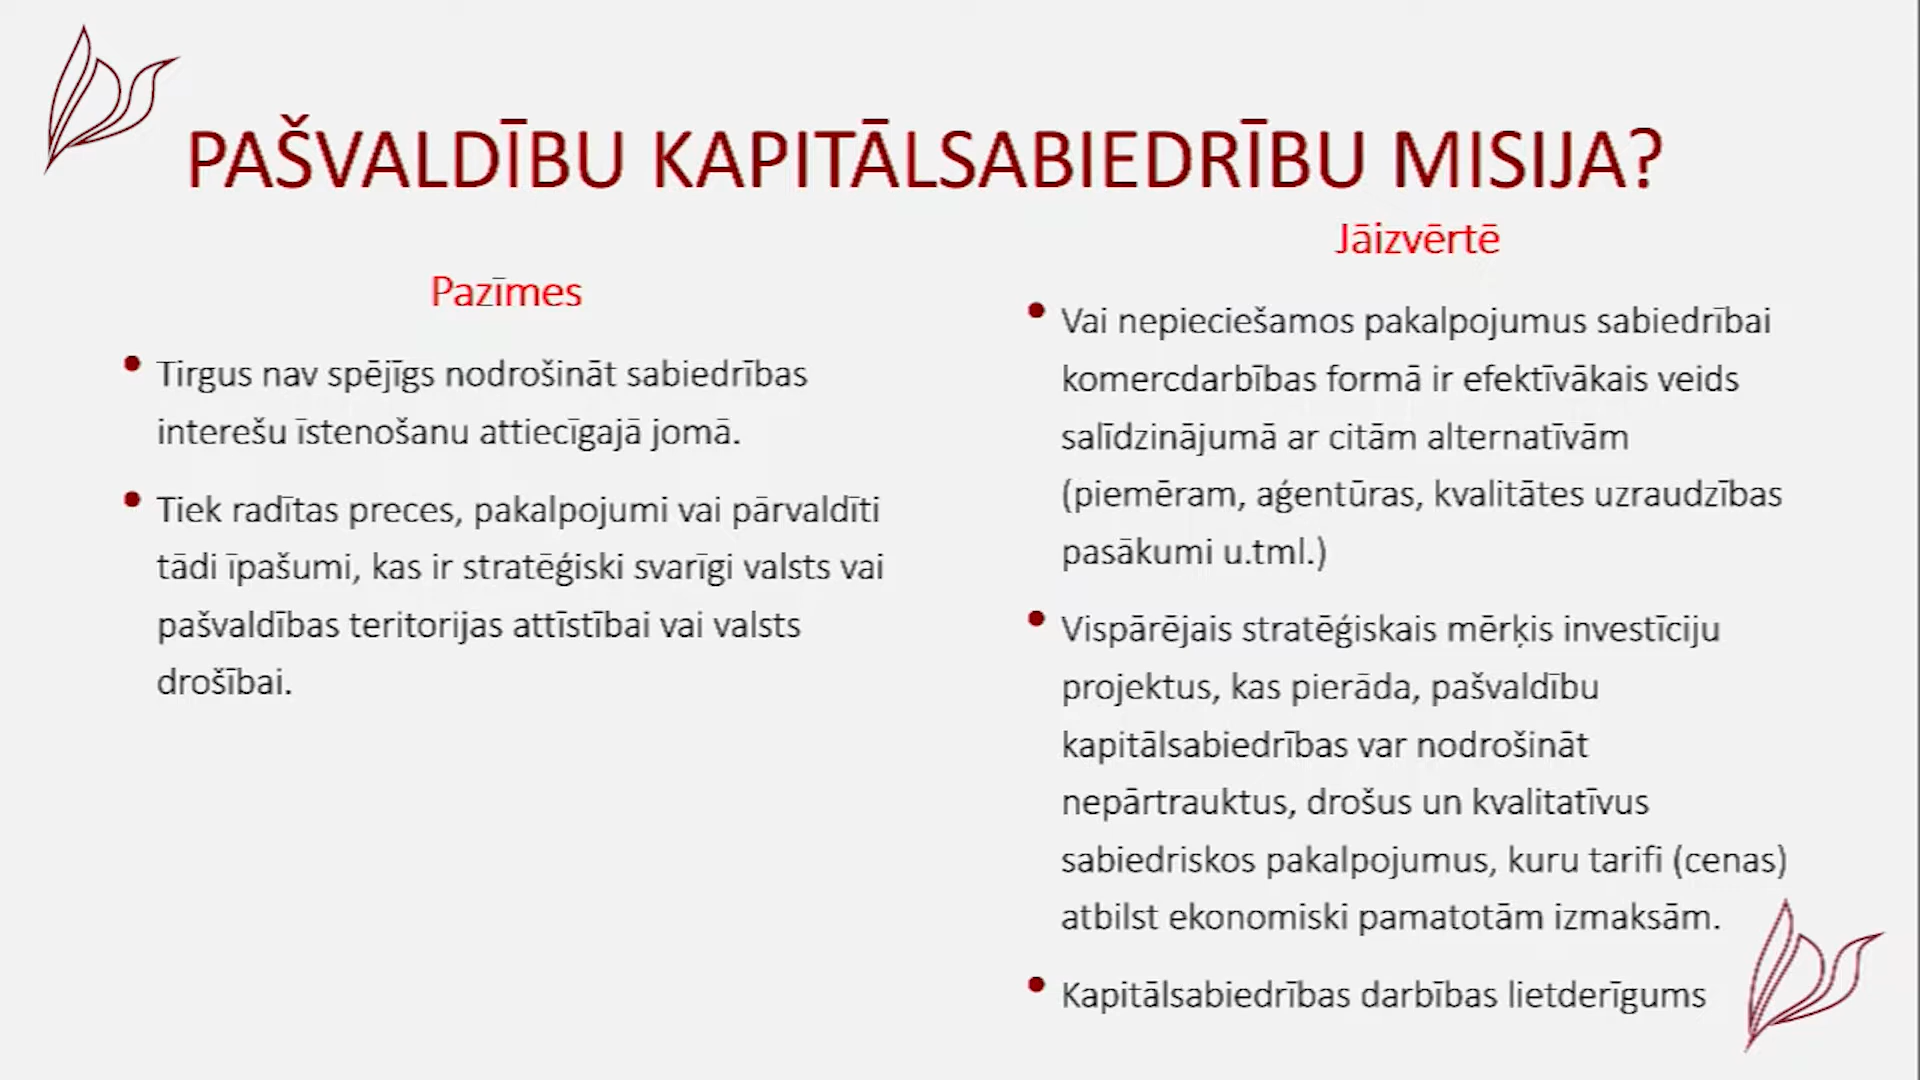 PAŠVALDĪBU KAPITĀLSABIEDRĪBU MISIJA?
Pazīmes
• Tirgus nav spējīgs nodrošināt sabiedrības
interešu īstenošanu attiecīgajā jomā.
• Tiek radītas preces, pakalpojumi vai pārvaldīti
tādi īpašumi, kas ir stratēģiski svarīgi valsts vai
pašvaldības teritorijas attīstībai vai valsts
drošībai.
Jāizvērtē
• Vai nepieciešamos pakalpojumus sabiedrībai
komercdarbības formā ir efektīvākais veids
salīdzinājumā ar citām alternatīvām
(piemēram, aģentūras, kvalitātes uzraudzības
pasākumi u.tml.)
• Vispārējais stratēģiskais mērķis investīciju
projektus, kas pierāda, pašvaldību
kapitālsabiedrības var nodrošināt
nepārtrauktus, drošus un kvalitatīvus
sabiedriskos pakalpojumus, kuru tarifi (cenas)
atbilst ekonomiski pamatotām izmaksām.
• Kapitālsabiedrības darbības lietderīgums